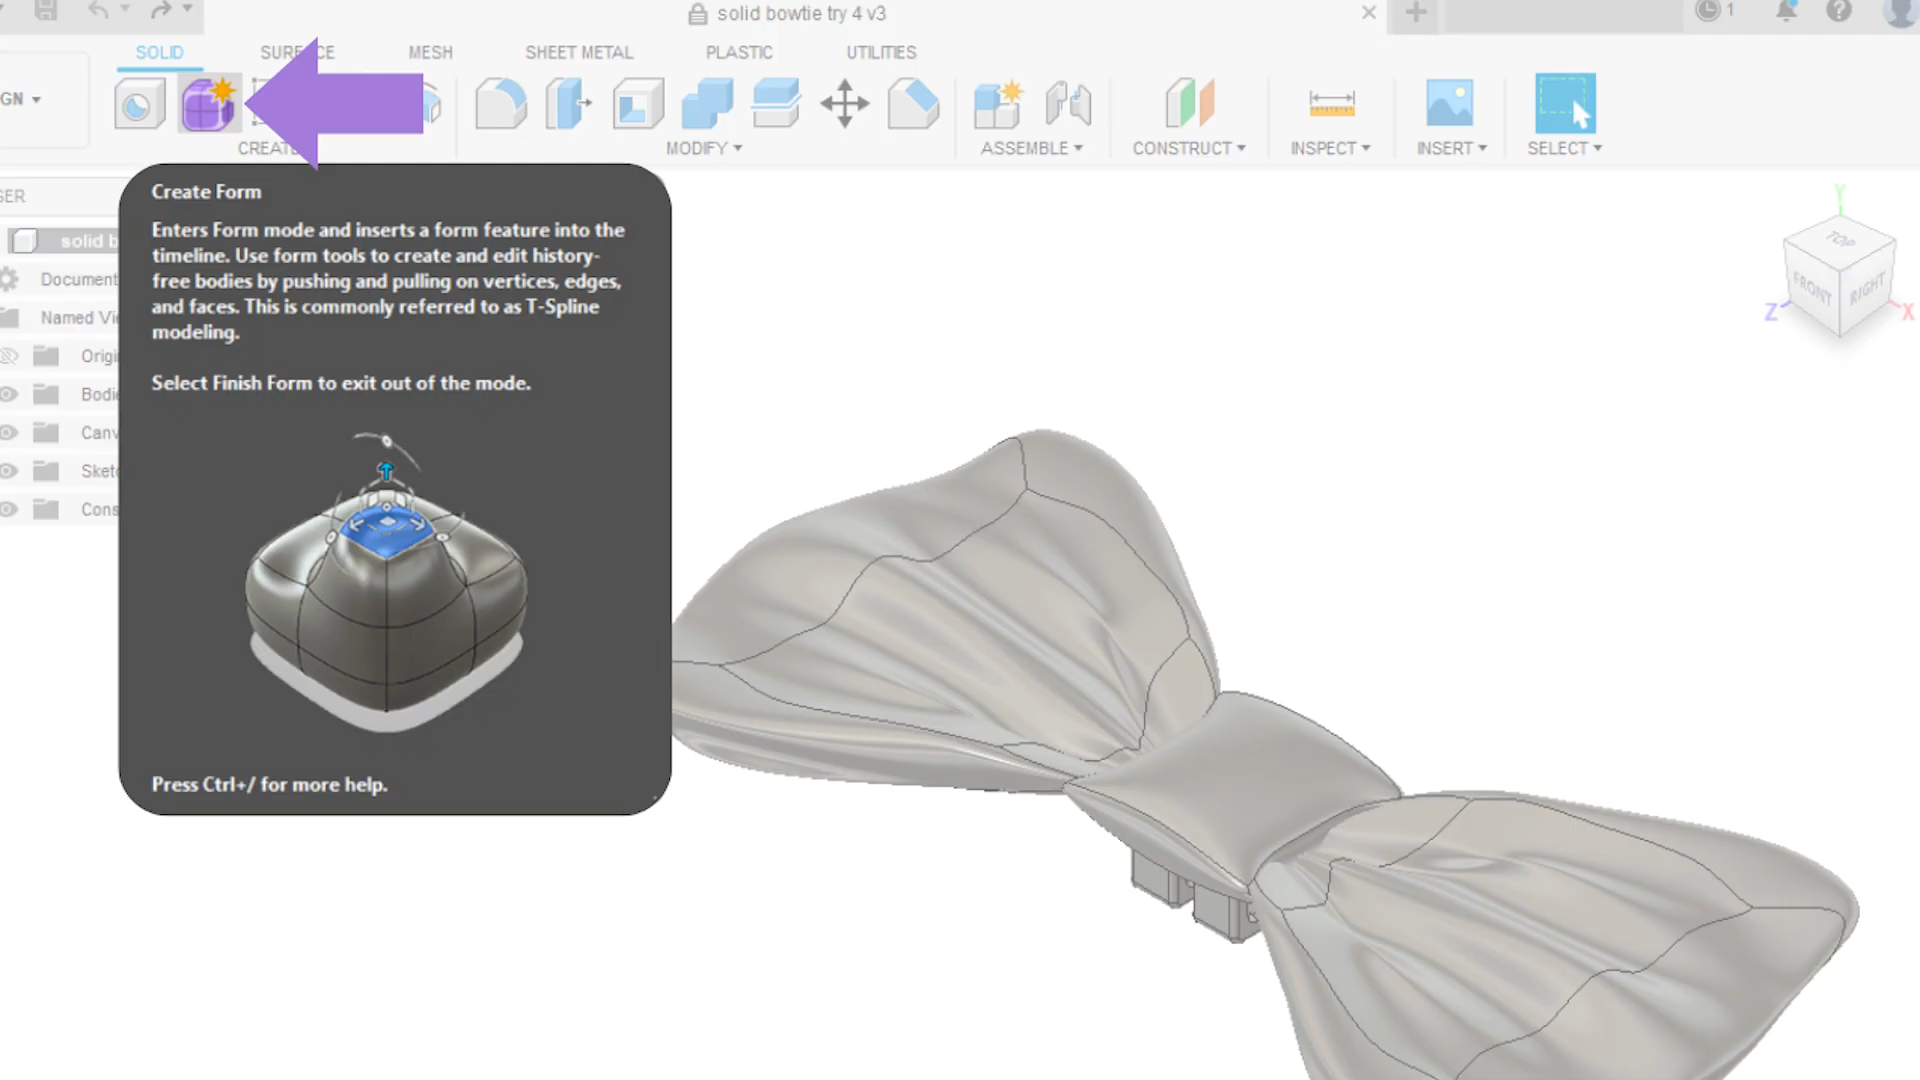 solid bowtie try 4 v3
1
SOLID
MESH
SHEET METAL
PLASTIC
UTILITIES
GN
MODIFY
ASSEMBLE
CONSTRUCT
INSPECT
INSERT
SELECT
Create Form
Enters Form mode and inserts a form feature into the
timeline. Use form tools to create and edit history-
free bodies by pushing and pulling on vertices, edges,
and faces. This is commonly referred to as T-Spline
modeling.
Select Finish Form to exit out of the mode.
Press Ctrl+/ for more help.
SER
solid b
Document
Named Vi
Origi
Bodi
Canv
Sket
Cons
Y
TOP
FRONT
RIGHT
Z
X